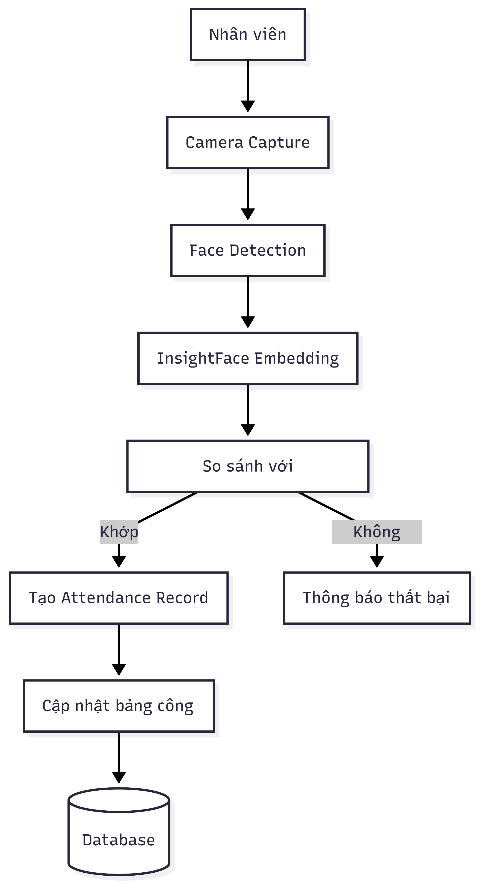 Nhân viên
Camera Capture
Face Detection
InsightFace Embedding
So sánh với
Khớp
Không
Tạo Attendance Record
Thông báo thất bại
Cập nhật bảng công
Database